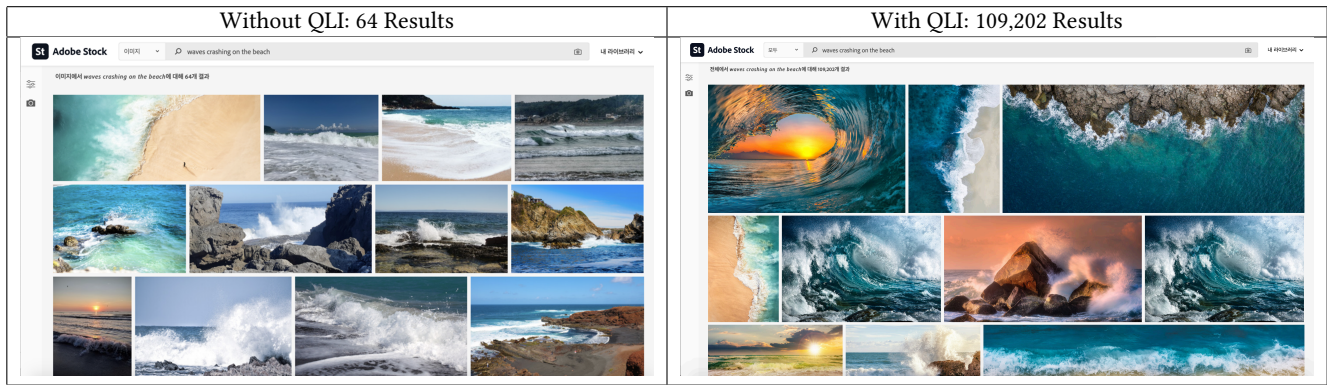 Without QLI: 64 Results
With QLI: 109,202 Results
St Adobe Stock 이미지 waves crashing on the beach 내 라이브러리
이미지에서 waves crashing on the beach에 대해 64개 결과
St Adobe Stock 모두 waves crashing on the beach 내 라이브러리
전체에서 waves crashing on the beach에 대해 109,202개 결과